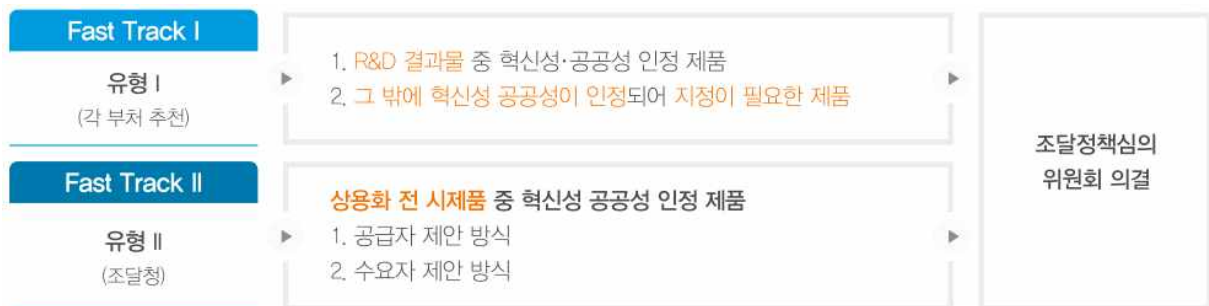 Fast Track Ⅰ
유형 Ⅰ
(각 부처 추천)
1. R&D 결과물 중 혁신성·공공성 인정 제품
2. 그 밖에 혁신성 공공성이 인정되어 지정이 필요한 제품
Fast Track Ⅱ
유형 Ⅱ
(조달청)
상용화 전 시제품 중 혁신성 공공성 인정 제품
1. 공급자 제안 방식
2. 수요자 제안 방식
조달정책심의
위원회 의결